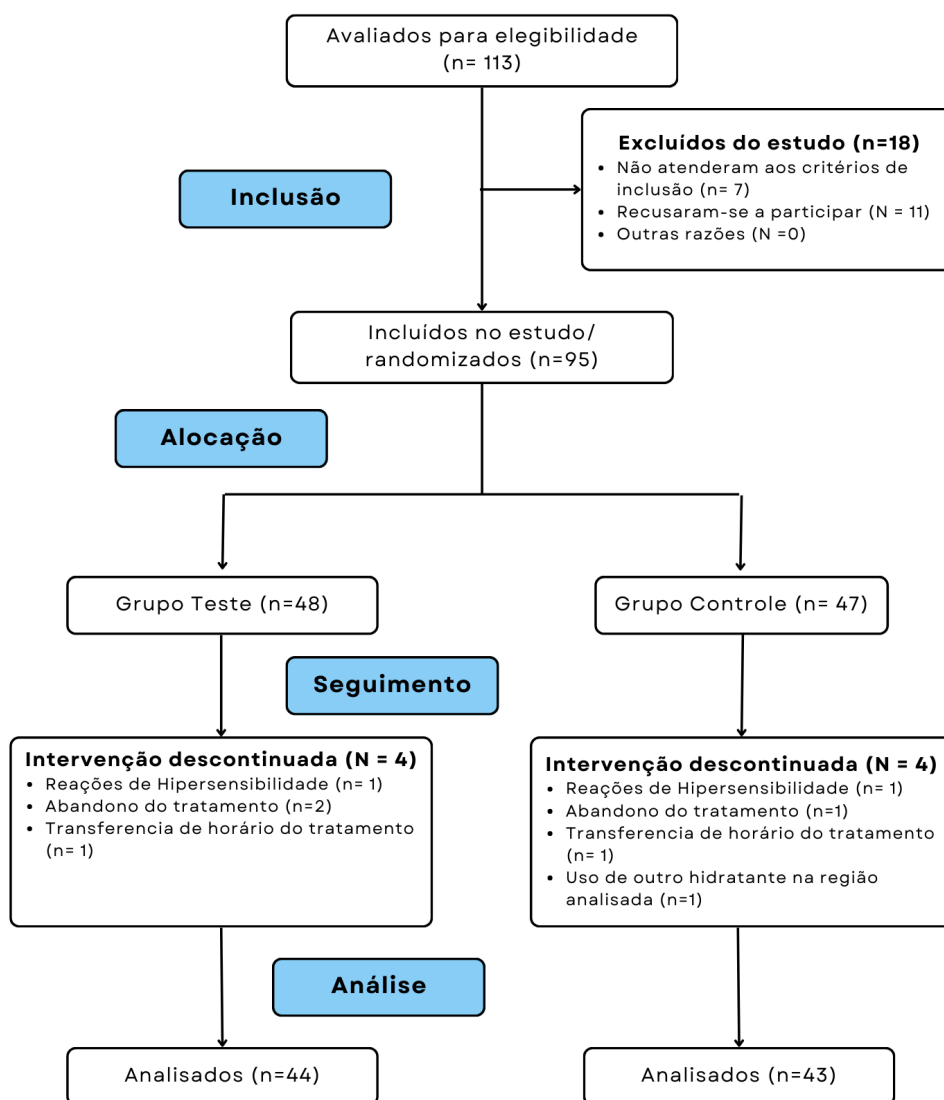 Avaliados para elegibilidade
(n= 113)
Excluídos do estudo (n=18)
• Não atenderam aos critérios de
inclusão (n= 7)
• Recusaram-se a participar (N = 11)
• Outras razões (N =0)
Inclusão
Incluídos no estudo/
randomizados (n=95)
Alocação
Grupo Teste (n=48)
Grupo Controle (n= 47)
Seguimento
Intervenção descontinuada (N = 4)
• Reações de Hipersensibilidade (n= 1)
• Abandono do tratamento (n=2)
• Transferencia de horário do tratamento
(n= 1)
Intervenção descontinuada (N = 4)
• Reações de Hipersensibilidade (n= 1)
• Abandono do tratamento (n=1)
• Transferencia de horário do tratamento
(n= 1)
• Uso de outro hidratante na região
analisada (n=1)
Análise
Analisados (n=44)
Analisados (n=43)